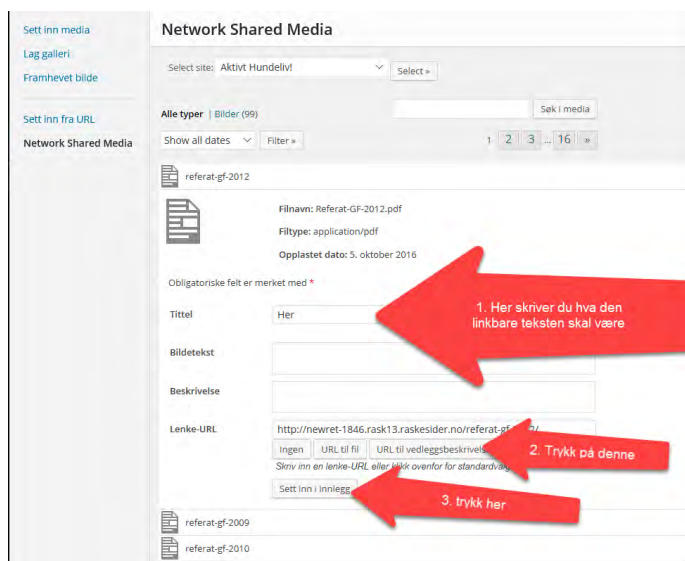 Sett inn media
Lag galleri
Framhevet bilde
Sett inn fra URL
Network Shared Media
Network Shared Media
Select site: Aktivt Hundeliv! Select »
Alle typer | Bilder (99) Søk i media
Show all dates Filter » 1 2 3 ... 16 »
referat-gf-2012
Filnavn: Referat-GF-2012.pdf
Filtype: application/pdf
Opplastet dato: 5. oktober 2016
Obligatoriske felt er merket med *
Tittel Her
1. Her skriver du hva den
linkbare teksten skal være
Bildetekst
Beskrivelse
Lenke-URL http://newret-1846.rask13.raskesider.no/referat-gf-
Ingen URL til fil URL til vedleggsbeskrivels
2. Trykk på denne
Skriv inn en lenke-URL eller klikk ovenfor for standardvalg
Sett inn i innlegg
3. trykk her
referat-gf-2009
referat-gf-2010